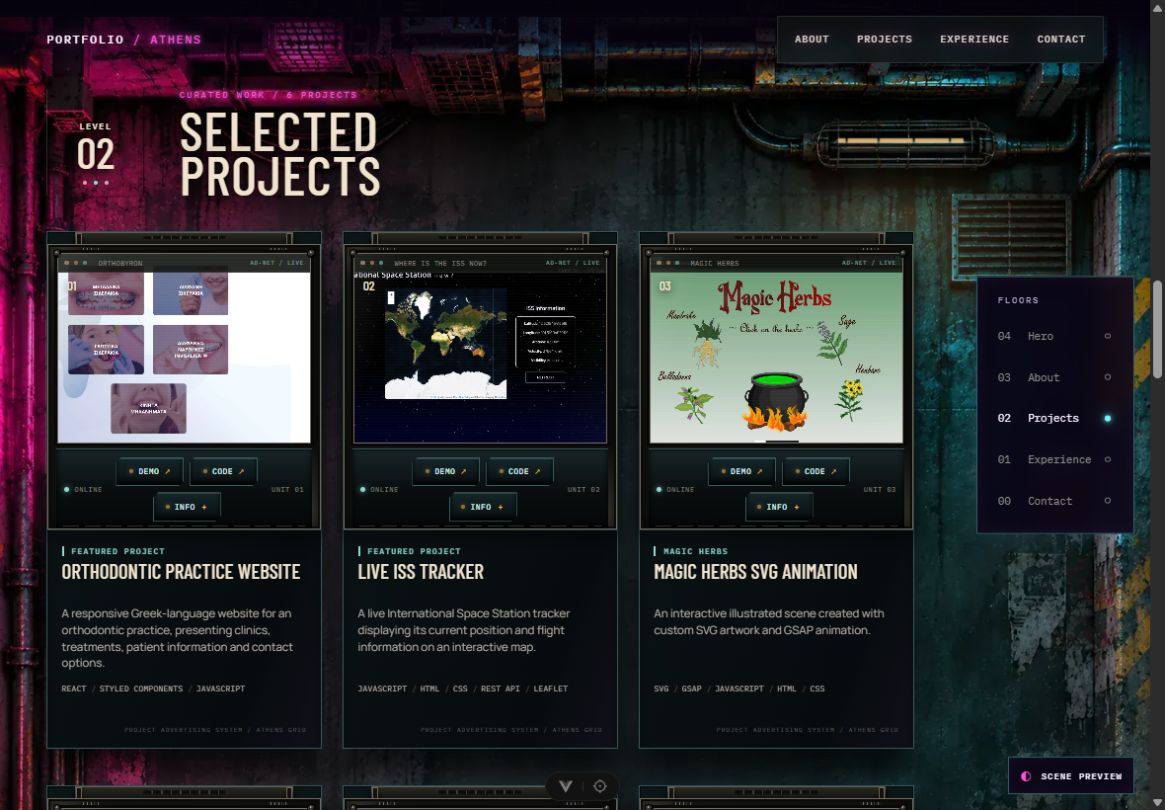 PORTFOLIO / ATHENS
ABOUT PROJECTS EXPERIENCE CONTACT
CURATED WORK / 6 PROJECTS
LEVEL
02
SELECTED
PROJECTS
ORTHOBYRON AD-NET / LIVE
01
WHERE IS THE ISS NOW? AD-NET / LIVE
ational Space Station
02
ISS Information
MAGIC HERBS AD-NET / LIVE
03
Magic Herbs
Click on the herbs
Mandrake
Sage
Belladonna
Henbane
DEMO ↗ CODE ↗
ONLINE UNIT 01
INFO +
DEMO ↗ CODE ↗
ONLINE UNIT 02
INFO +
DEMO ↗ CODE ↗
ONLINE UNIT 03
INFO +
FEATURED PROJECT
ORTHODONTIC PRACTICE WEBSITE
A responsive Greek-language website for an
orthodontic practice, presenting clinics,
treatments, patient information and contact
options.
REACT / STYLED COMPONENTS / JAVASCRIPT
PROJECT ADVERTISING SYSTEM / ATHENS GRID
FEATURED PROJECT
LIVE ISS TRACKER
A live International Space Station tracker
displaying its current position and flight
information on an interactive map.
JAVASCRIPT / HTML / CSS / REST API / LEAFLET
PROJECT ADVERTISING SYSTEM / ATHENS GRID
MAGIC HERBS
MAGIC HERBS SVG ANIMATION
An interactive illustrated scene created with
custom SVG artwork and GSAP animation.
SVG / GSAP / JAVASCRIPT / HTML / CSS
PROJECT ADVERTISING SYSTEM / ATHENS GRID
FLOORS
04 Hero
03 About
02 Projects
01 Experience
00 Contact
SCENE PREVIEW